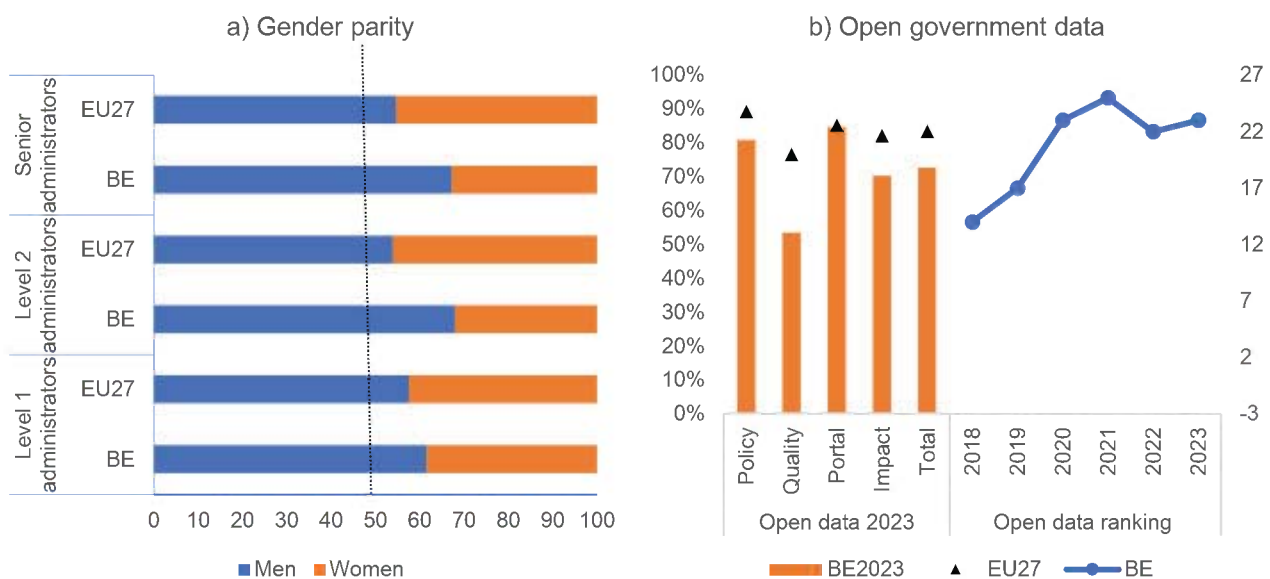 a) Gender parity
Senior
administrators
EU27
BE
Level 2
administrators
EU27
BE
Level 1
administrators
EU27
BE
0 10 20 30 40 50 60 70 80 90 100
Men Women
b) Open government data
100%
90%
80%
70%
60%
50%
40%
30%
20%
10%
0%
27
22
17
12
7
2
-3
Policy
Quality
Portal
Impact
Total
2018
2019
2020
2021
2022
2023
Open data 2023
Open data ranking
BE2023 EU27 BE